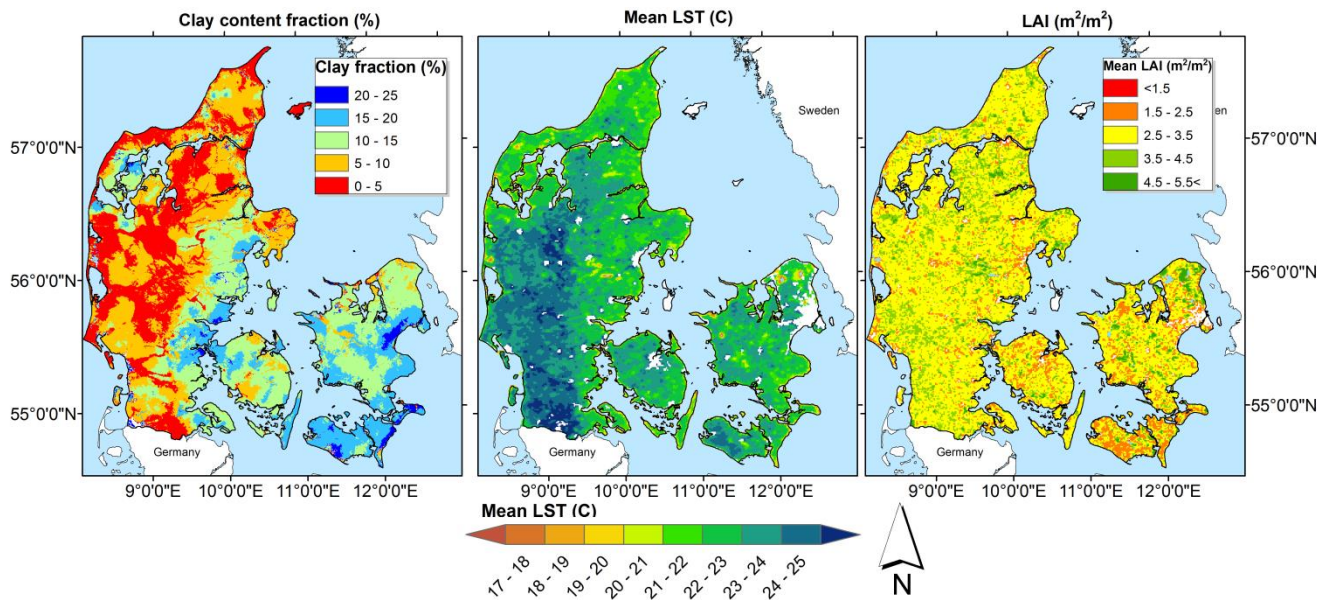 Clay content fraction (%)
Mean LST (C)
LAI (m²/m²)
Clay fraction (%)
20 - 25
15 - 20
10 - 15
5 - 10
0 - 5
Germany
Sweden
Germany
Mean LAI (m²/m²)
<1.5
1.5 - 2.5
2.5 - 3.5
3.5 - 4.5
4.5 - 5.5<
en
Germany
57°0'0"N
56°0'0"N
55°0'0"N
57°0'0"N
56°0'0"N
55°0'0"N
9°0'0"E 10°0'0"E 11°0'0"E 12°0'0"E
9°0'0"E 10°0'0"E 11°0'0"E 12°0'0"E
9°0'0"E 10°0'0"E 11°0'0"E 12°0'0"E
Mean LST (C)
17 - 18
18 - 19
19 - 20
20 - 21
21 - 22
22 - 23
23 - 24
24 - 25
N